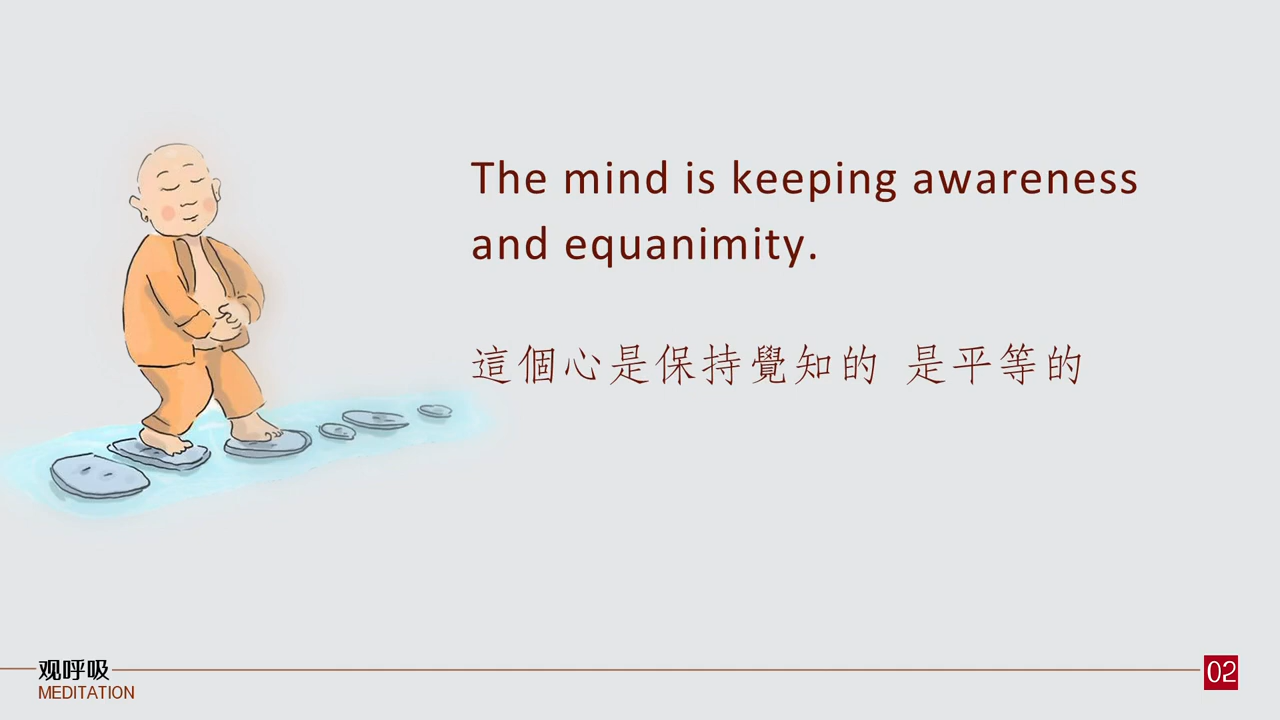 The mind is keeping awareness
and equanimity.
這個心是保持覺知的 是平等的
观呼吸
MEDITATION
02